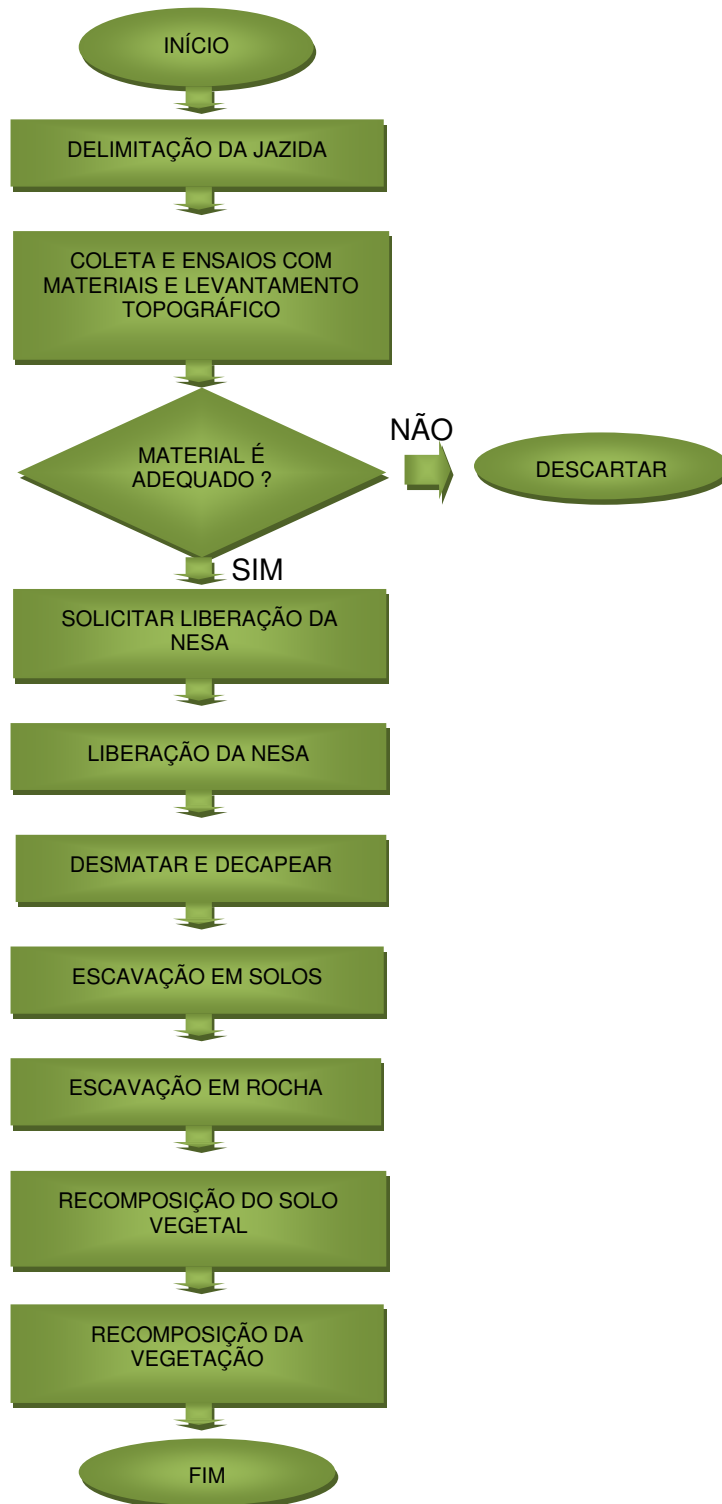 INÍCIO
DELIMITAÇÃO DA JAZIDA
COLETA E ENSAIOS COM
MATERIAIS E LEVANTAMENTO
TOPOGRÁFICO
MATERIAL É
ADEQUADO ?
NÃO
DESCARTAR
SIM
SOLICITAR LIBERAÇÃO DA
NESA
LIBERAÇÃO DA NESA
DESMATAR E DECAPEAR
ESCAVAÇÃO EM SOLOS
ESCAVAÇÃO EM ROCHA
RECOMPOSIÇÃO DO SOLO
VEGETAL
RECOMPOSIÇÃO DA
VEGETAÇÃO
FIM